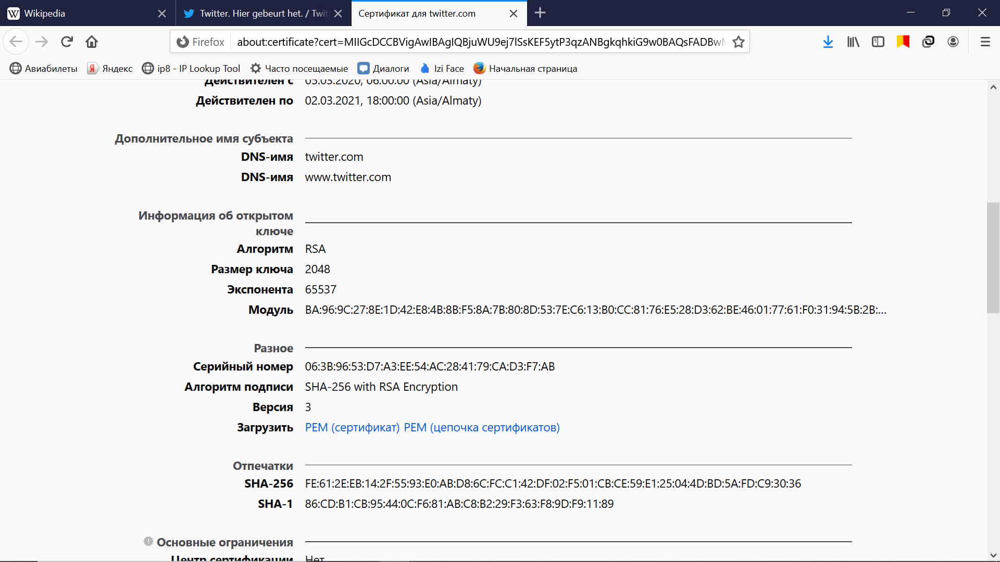 Wikipedia
Twitter. Hier gebeurt het. / Twit
Сертификат для twitter.com
Firefox
about:certificate?cert=MIIGcDCCBVigAwIBAgIQBjuWU9ej7lSsKEF5ytP3qzANBgkqhkiG9w0BAQsFADBwM
Авиабилеты
Яндекс
ip8 - IP Lookup Tool
Часто посещаемые
Диалоги
Izi Face
Начальная страница
Действителен с 05.03.2020, 06:00:00 (Asia/Almaty)
Действителен по 02.03.2021, 18:00:00 (Asia/Almaty)
Дополнительное имя субъекта
DNS-имя twitter.com
DNS-имя www.twitter.com
Информация об открытом
ключе
Алгоритм RSA
Размер ключа 2048
Экспонента 65537
Модуль BA:96:9C:27:8E:1D:42:E8:4B:8B:F5:8A:7B:80:8D:53:7E:C6:13:B0:CC:81:76:E5:28:D3:62:BE:46:01:77:61:F0:31:94:5B:2B:...
Разное
Серийный номер 06:3B:96:53:D7:A3:EE:54:AC:28:41:79:CA:D3:F7:AB
Алгоритм подписи SHA-256 with RSA Encryption
Версия 3
Загрузить PEM (сертификат) PEM (цепочка сертификатов)
Отпечатки
SHA-256 FE:61:2E:EB:14:2F:55:93:E0:AB:D8:6C:FC:C1:42:DF:02:F5:01:CB:CE:59:E1:25:04:4D:BD:5A:FD:C9:30:36
SHA-1 86:CD:B1:CB:95:44:0C:F6:81:AB:C8:B2:29:F3:63:F8:9D:F9:11:89
Основные ограничения
Центр сертификации Нет